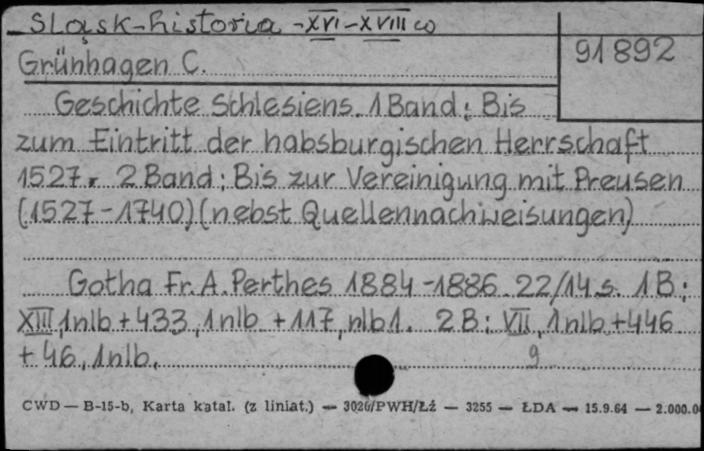 Sląsk-historia -XVI-XVIII w
91892
Grünhagen C.
Geschichte Schlesiens. 1 Band: Bis
zum Eintritt der habsburgischen Herrschaft
1527. 2 Band: Bis zur Vereinigung mit Preusen
(1527-1740)(nebst Quellennachweisungen)
Gotha Fr. A. Perthes 1884-1886 22/14 s. 1 B:
XIII, 1nlb + 433, 1nlb + 117, nlb1. 2 B: VII, 1nlb + 446
+ 46, 1nlb.
9
CWD — B-15-b, Karta katal. (z liniat.) — 3026/PWH/Łź — 3255 — ŁDA — 15.9.64 — 2.000.0